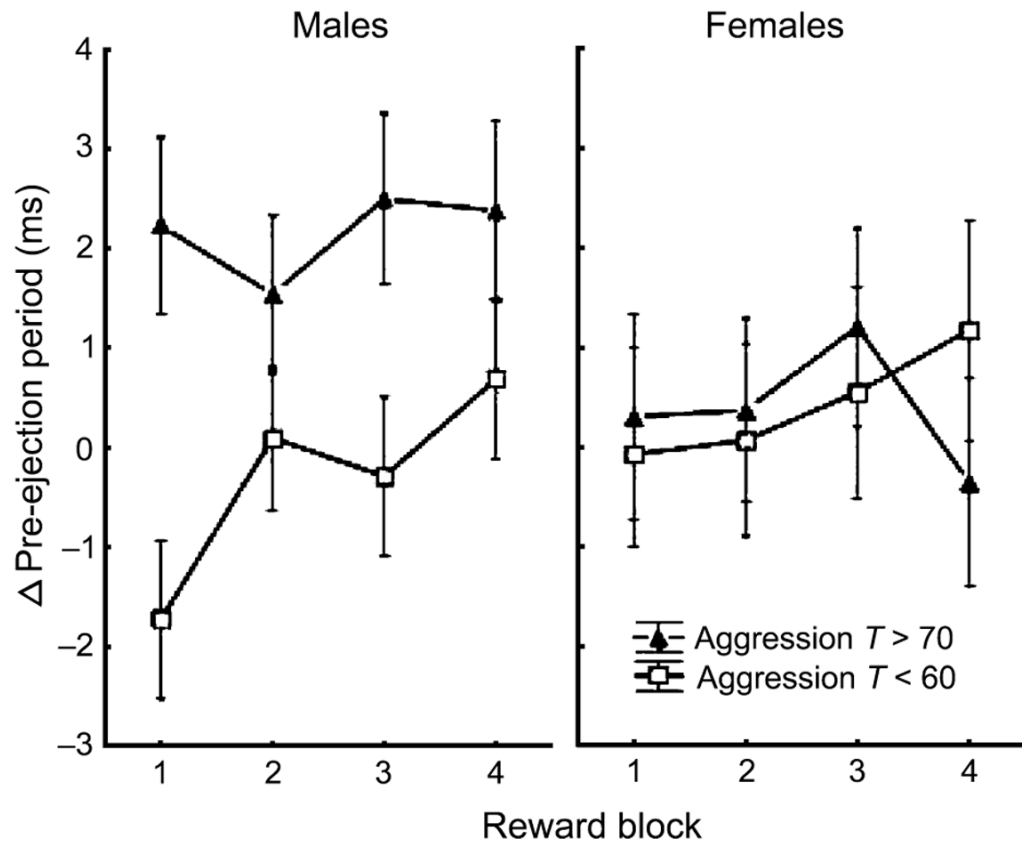 Males
Females
Δ Pre-ejection period (ms)
4
3
2
1
0
–1
–2
–3
1 2 3 4
1 2 3 4
Aggression T > 70
Aggression T < 60
Reward block